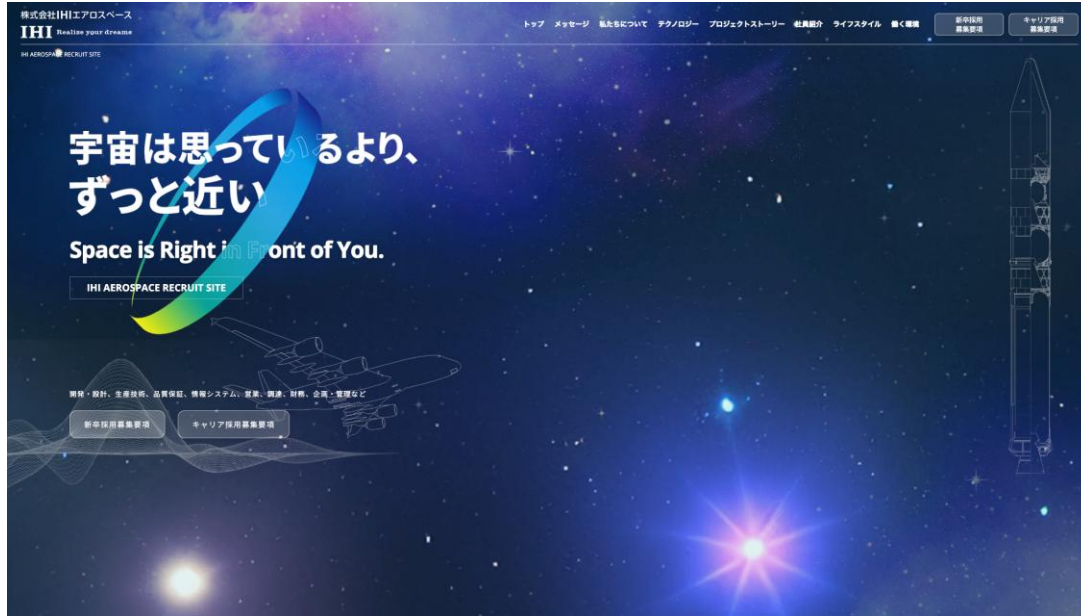 株式会社IHIエアロスペース
IHI Realize your dreams
トップ メッセージ 私たちについて テクノロジー プロジェクトストーリー 社員紹介 ライフスタイル 働く環境
新卒採用
募集要項
キャリア採用
募集要項
IHI AEROSPACE RECRUIT SITE
宇宙は思っているより、
ずっと近い
Space is Right in Front of You.
IHI AEROSPACE RECRUIT SITE
開発・設計、生産技術、品質保証、情報システム、営業、調達、財務、企画・管理など
新卒採用募集要項
キャリア採用募集要項